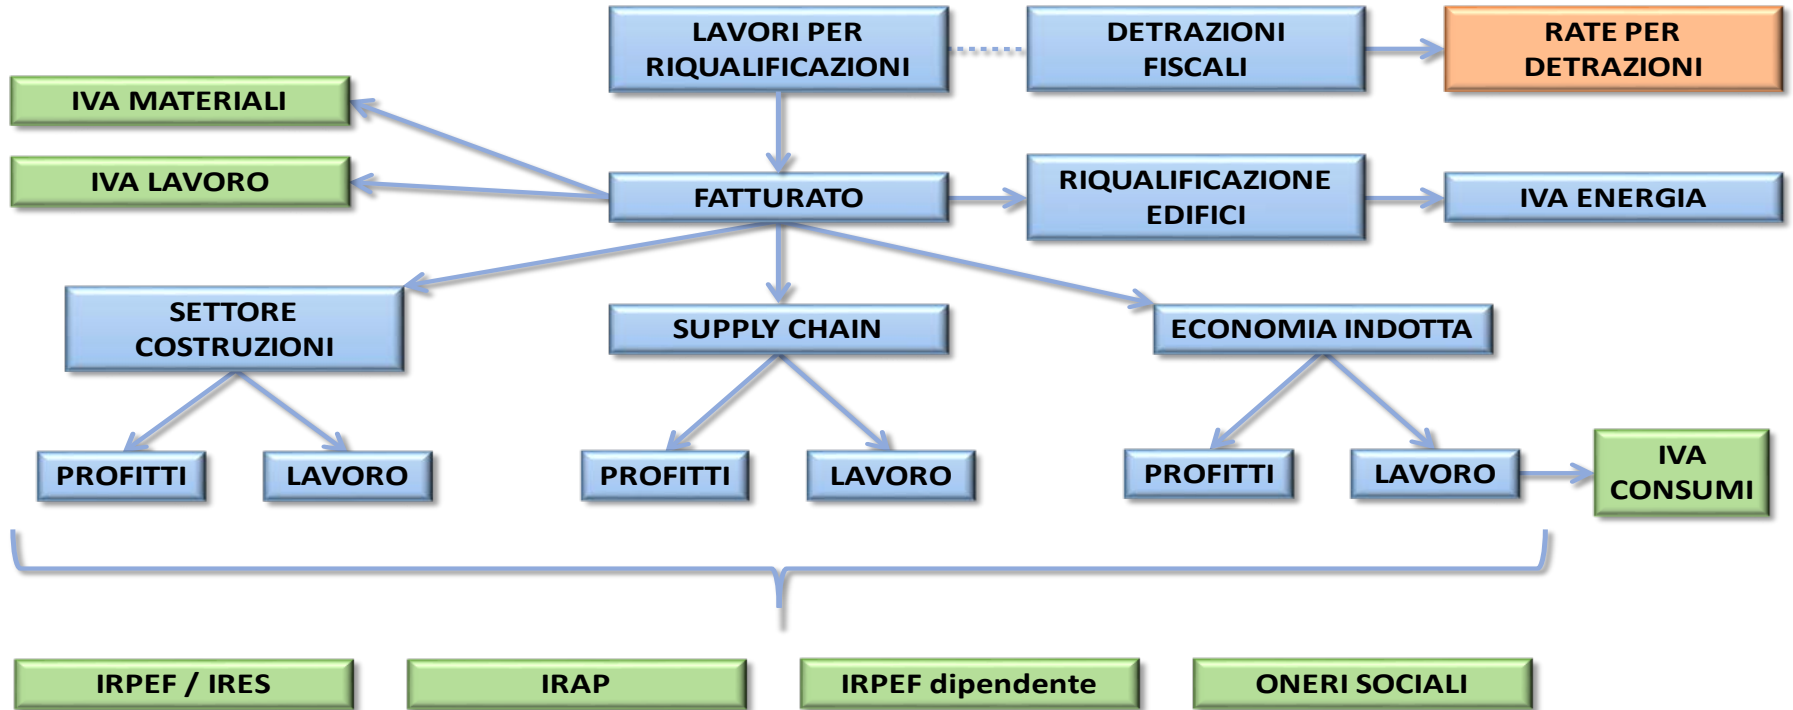 LAVORI PER
RIQUALIFICAZIONI
DETRAZIONI
FISCALI
RATE PER
DETRAZIONI
IVA MATERIALI
IVA LAVORO
FATTURATO
RIQUALIFICAZIONE
EDIFICI
IVA ENERGIA
SETTORE
COSTRUZIONI
SUPPLY CHAIN
ECONOMIA INDOTTA
PROFITTI
LAVORO
PROFITTI
LAVORO
PROFITTI
LAVORO
IVA
CONSUMI
IRPEF / IRES
IRAP
IRPEF dipendente
ONERI SOCIALI